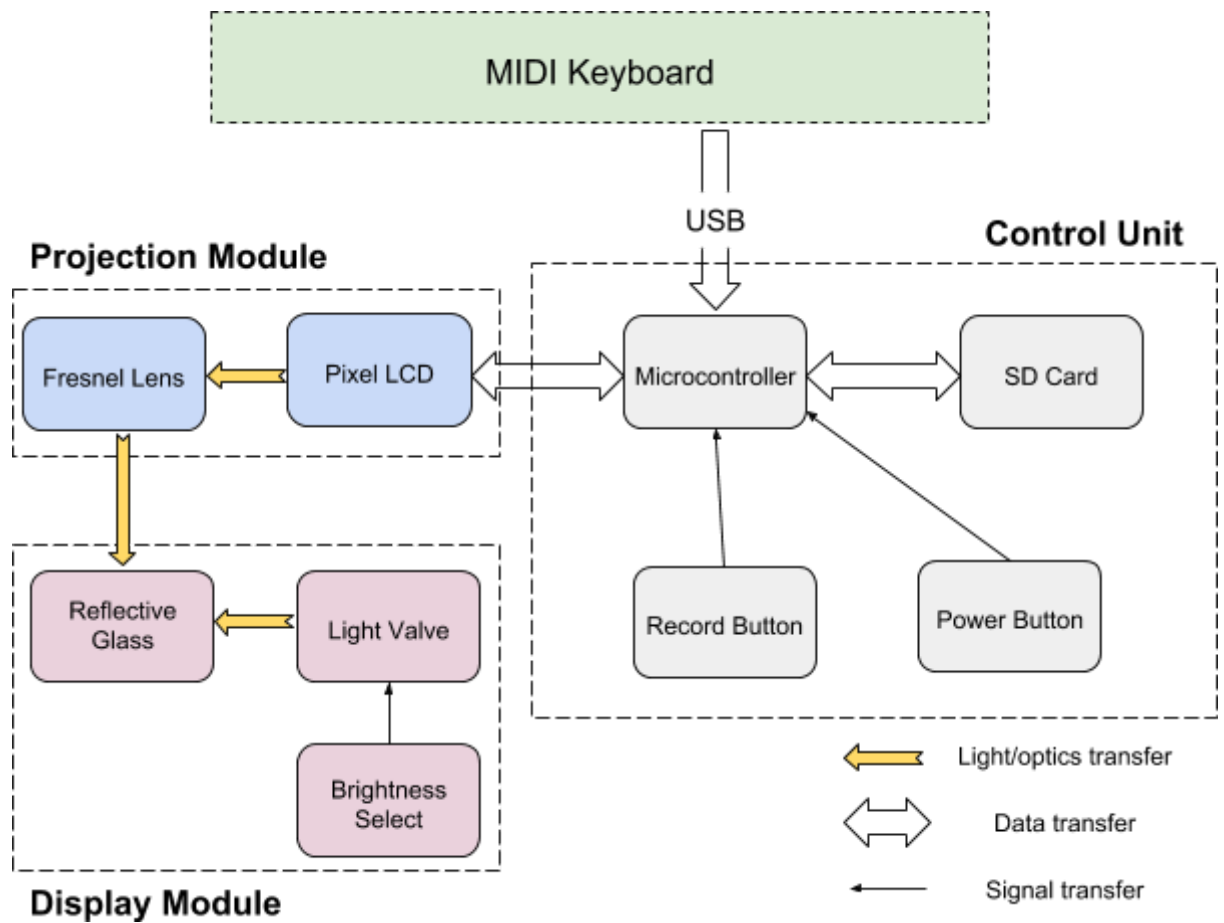 MIDI Keyboard
USB
Control Unit
Projection Module
Fresnel Lens
Pixel LCD
Microcontroller
SD Card
Reflective
Glass
Light Valve
Record Button
Power Button
Brightness
Select
Light/optics transfer
Data transfer
Signal transfer
Display Module